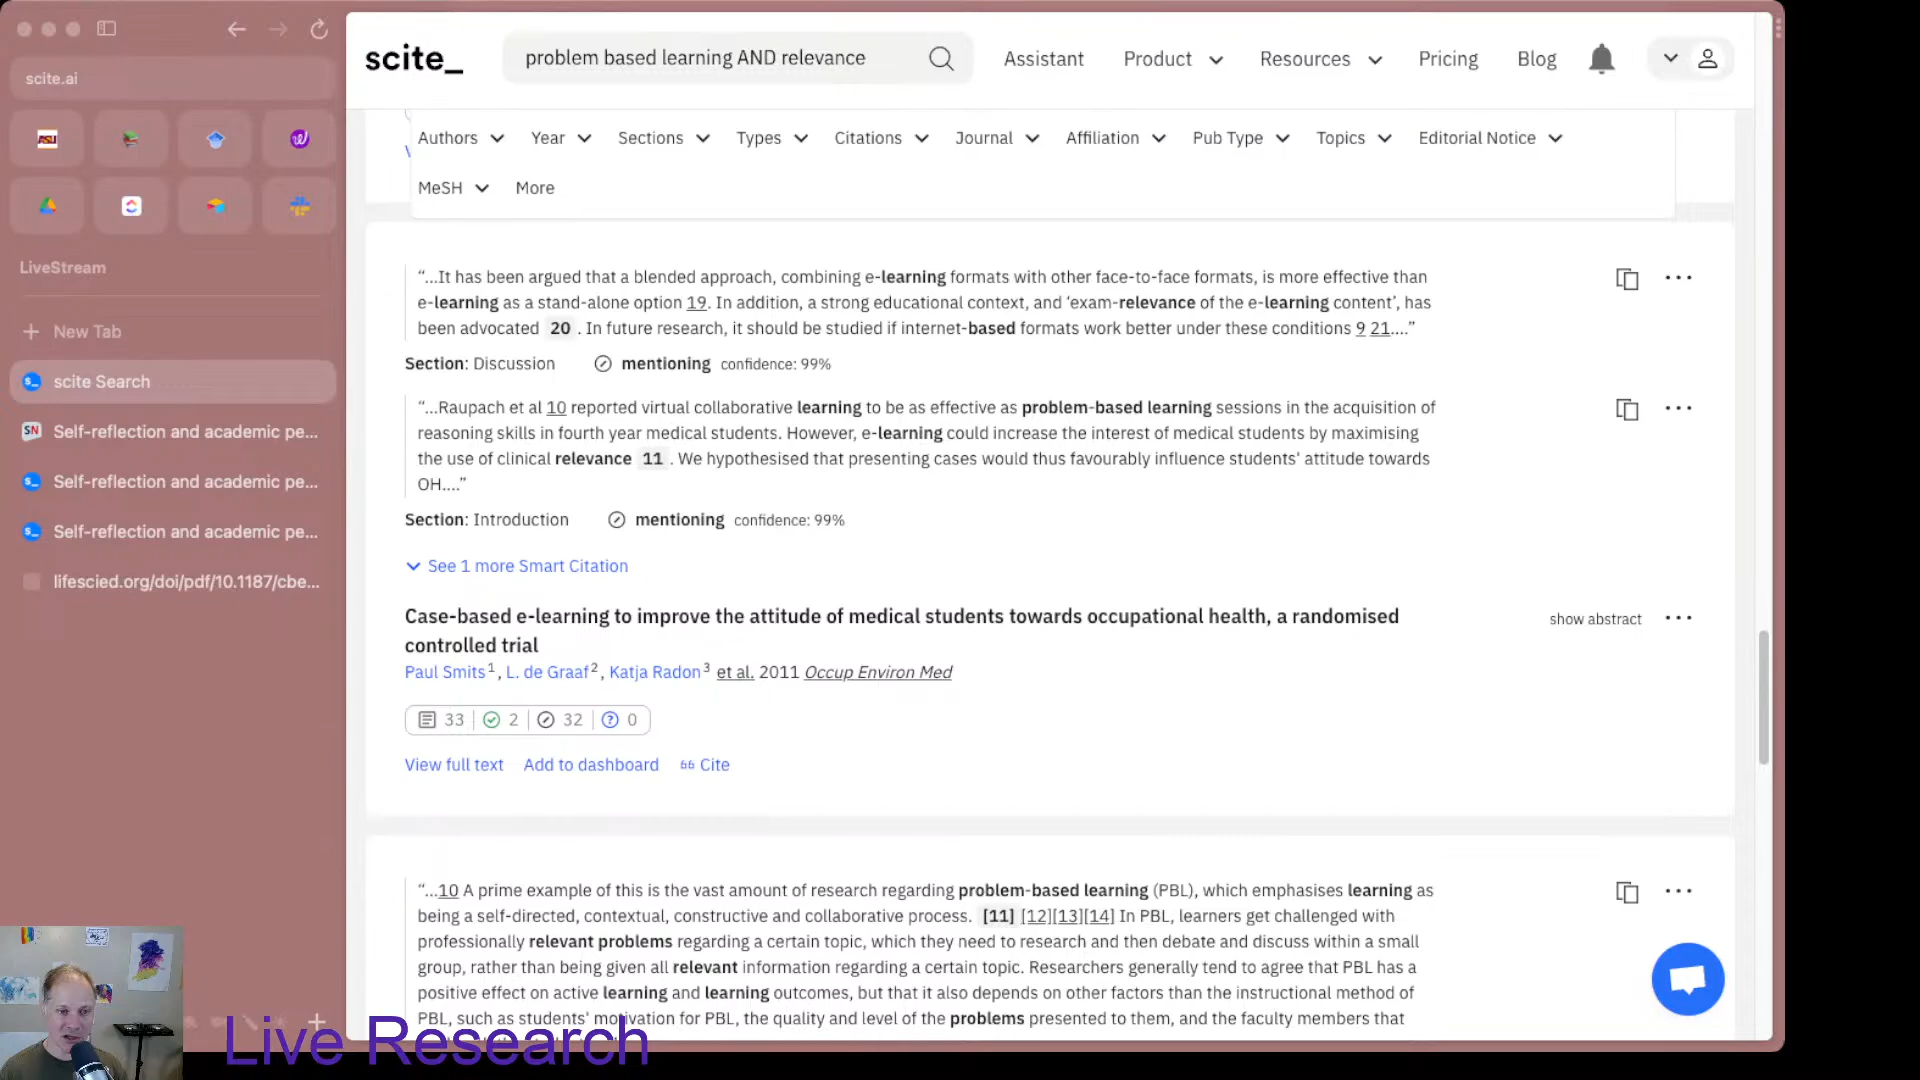 scite.ai
LiveStream
New Tab
scite Search
Self-reflection and academic pe...
Self-reflection and academic pe...
Self-reflection and academic pe...
lifescied.org/doi/pdf/10.1187/cbe...
scite_
problem based learning AND relevance
Assistant
Product
Resources
Pricing
Blog
Authors
Year
Sections
Types
Citations
Journal
Affiliation
Pub Type
Topics
Editorial Notice
MeSH
More
“...It has been argued that a blended approach, combining e-learning formats with other face-to-face formats, is more effective than
e-learning as a stand-alone option 19. In addition, a strong educational context, and ‘exam-relevance of the e-learning content’, has
been advocated 20 . In future research, it should be studied if internet-based formats work better under these conditions 9 21....”
Section: Discussion mentioning confidence: 99%
“...Raupach et al 10 reported virtual collaborative learning to be as effective as problem-based learning sessions in the acquisition of
reasoning skills in fourth year medical students. However, e-learning could increase the interest of medical students by maximising
the use of clinical relevance 11 . We hypothesised that presenting cases would thus favourably influence students' attitude towards
OH....”
Section: Introduction mentioning confidence: 99%
See 1 more Smart Citation
Case-based e-learning to improve the attitude of medical students towards occupational health, a randomised
controlled trial
show abstract
Paul Smits1, L. de Graaf2, Katja Radon3 et al. 2011 Occup Environ Med
33 2 32 0
View full text Add to dashboard Cite
“...10 A prime example of this is the vast amount of research regarding problem-based learning (PBL), which emphasises learning as
being a self-directed, contextual, constructive and collaborative process. [11] [12][13][14] In PBL, learners get challenged with
professionally relevant problems regarding a certain topic, which they need to research and then debate and discuss within a small
group, rather than being given all relevant information regarding a certain topic. Researchers generally tend to agree that PBL has a
positive effect on active learning and learning outcomes, but that it also depends on other factors than the instructional method of
PBL, such as students' motivation for PBL, the quality and level of the problems presented to them, and the faculty members that
Live Research